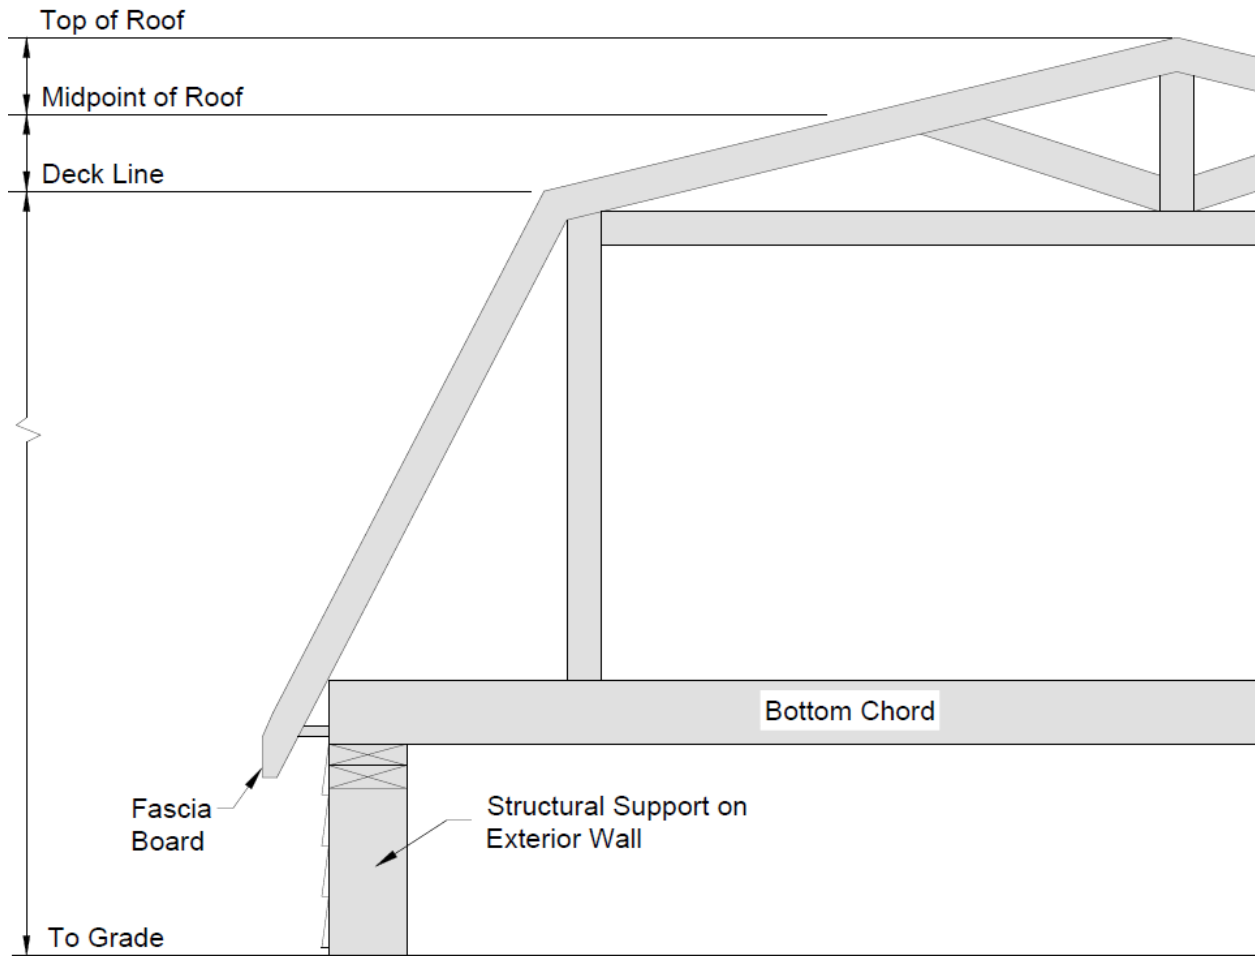 Top of Roof
Midpoint of Roof
Deck Line
Bottom Chord
Fascia
Board
Structural Support on
Exterior Wall
To Grade